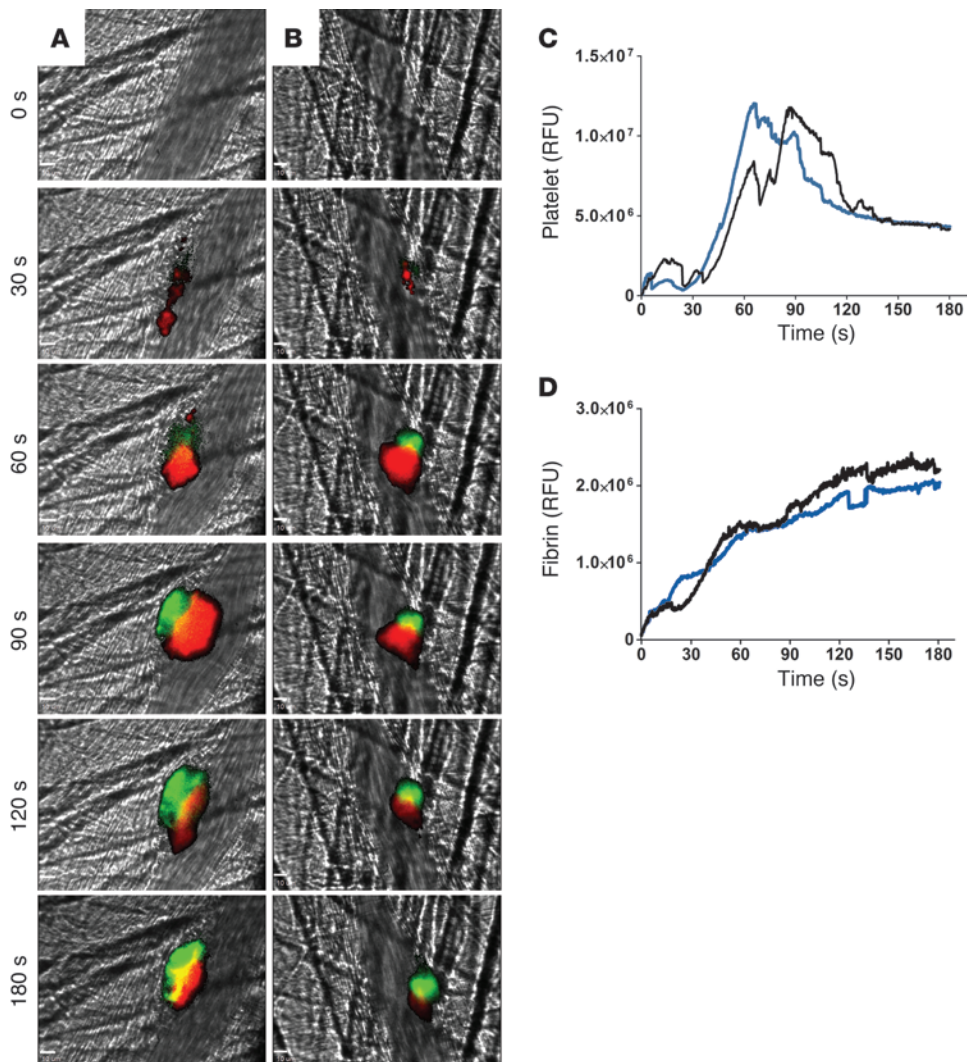 A
B
0 s
30 s
60 s
90 s
120 s
180 s
C
1.5×10⁷
1.0×10⁷
5.0×10⁶
0
Platelet (RFU)
0 30 60 90 120 150 180
Time (s)
D
3.0×10⁶
2.0×10⁶
1.0×10⁶
0
Fibrin (RFU)
0 30 60 90 120 150 180
Time (s)